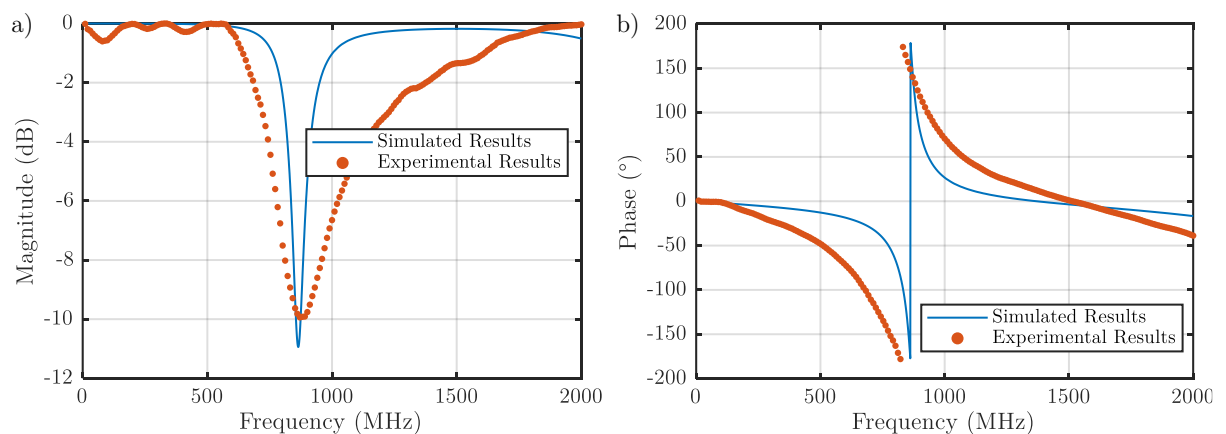 a)
0
-2
-4
-6
-8
-10
-12
Magnitude (dB)
Simulated Results
Experimental Results
0
500
1000
1500
2000
Frequency (MHz)
b)
200
150
100
50
0
-50
-100
-150
-200
Phase (°)
Simulated Results
Experimental Results
0
500
1000
1500
2000
Frequency (MHz)